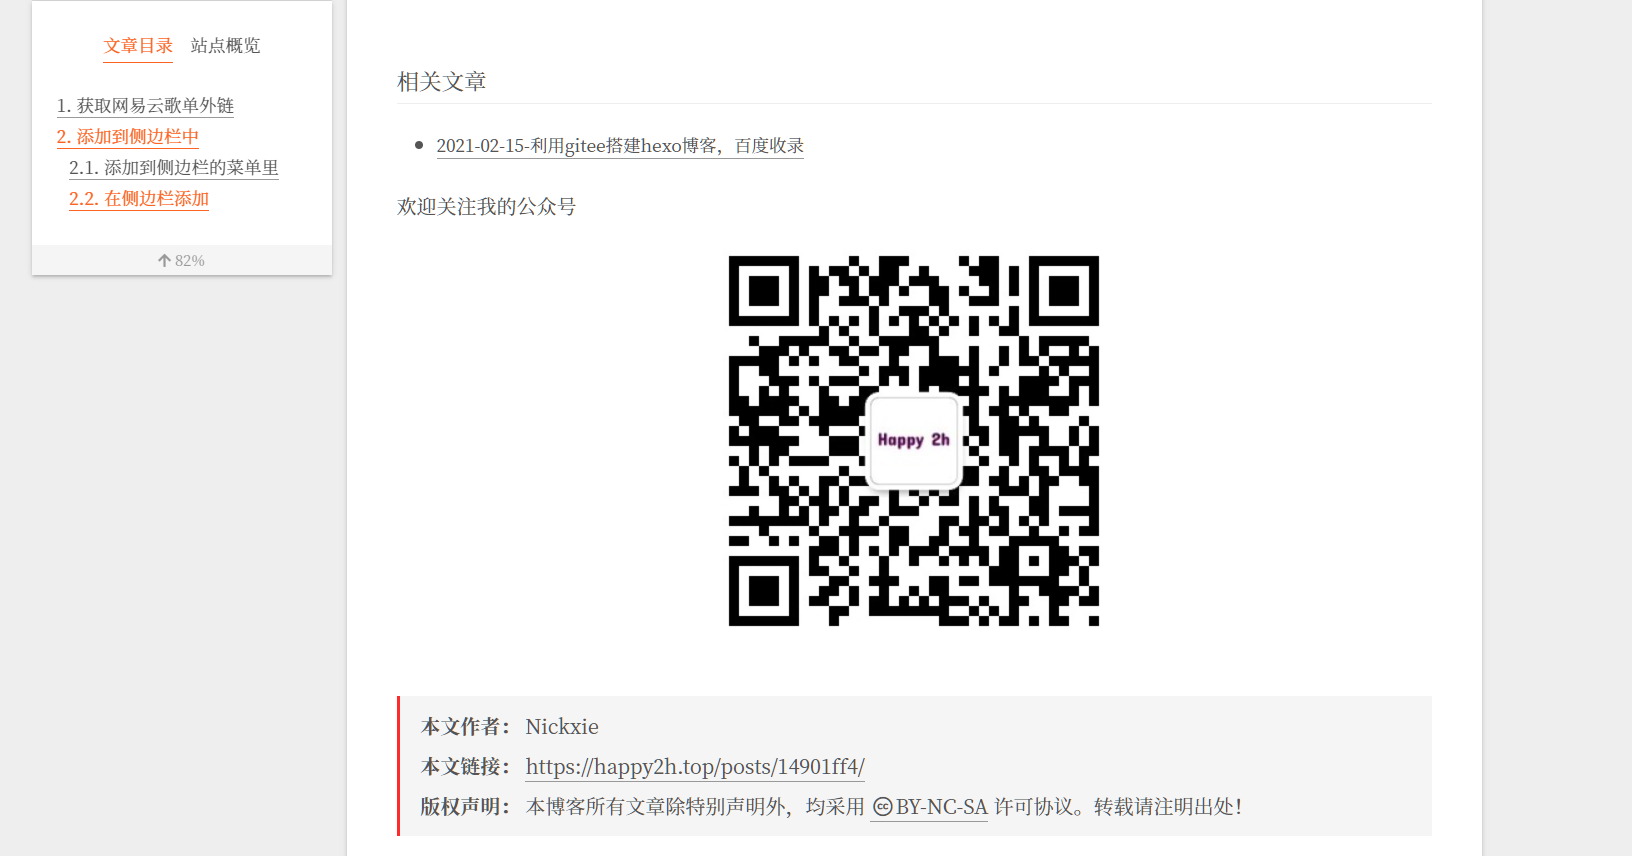 文章目录 站点概览
1. 获取网易云歌单外链
2. 添加到侧边栏中
2.1. 添加到侧边栏的菜单里
2.2. 在侧边栏添加
82%
相关文章
2021-02-15-利用gitee搭建hexo博客，百度收录
欢迎关注我的公众号
Happy 2h
本文作者： Nickxie
本文链接： https://happy2h.top/posts/14901ff4/
版权声明： 本博客所有文章除特别声明外，均采用 BY-NC-SA 许可协议。转载请注明出处！